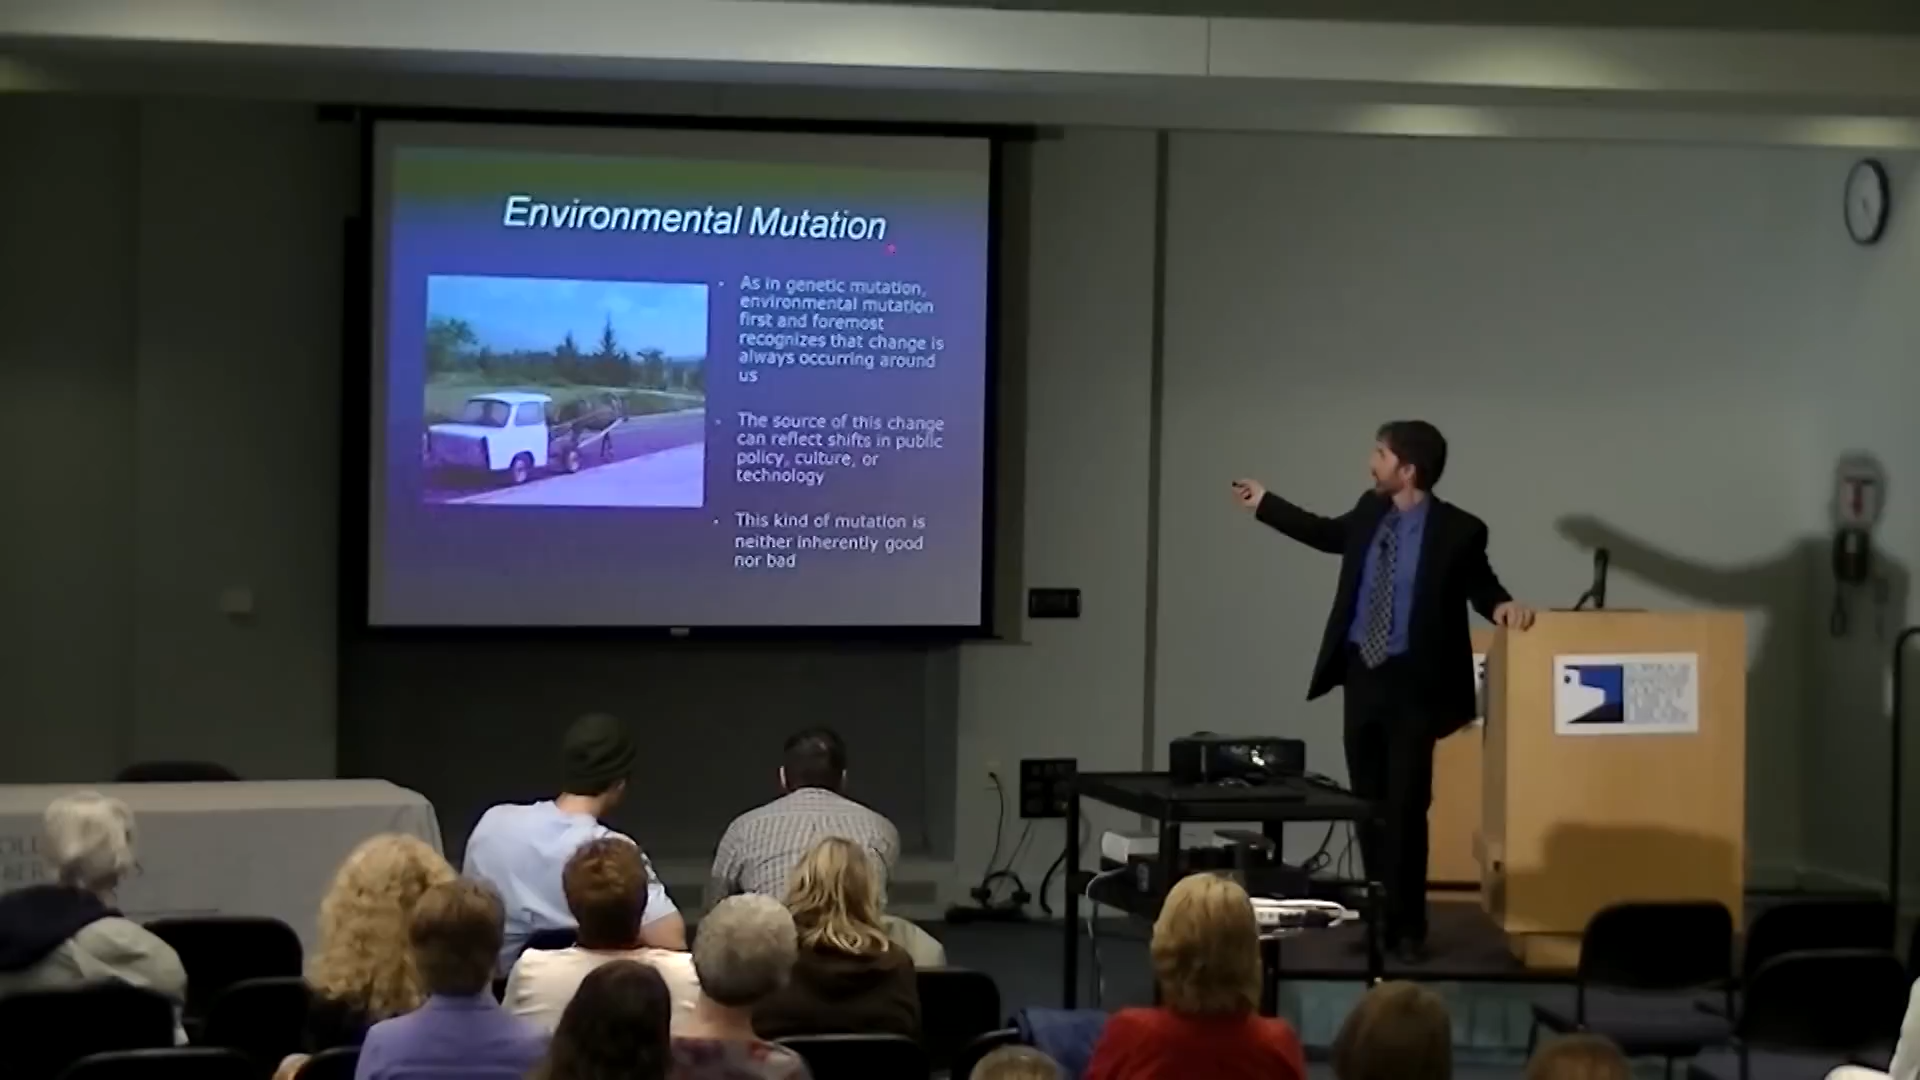 Environmental Mutation
As in genetic mutation,
environmental mutation
first and foremost
recognizes that change is
always occurring around
us
The source of this change
can reflect shifts in public
policy, culture, or
technology
This kind of mutation is
neither inherently good
nor bad
PUBLIC
LIBRARY